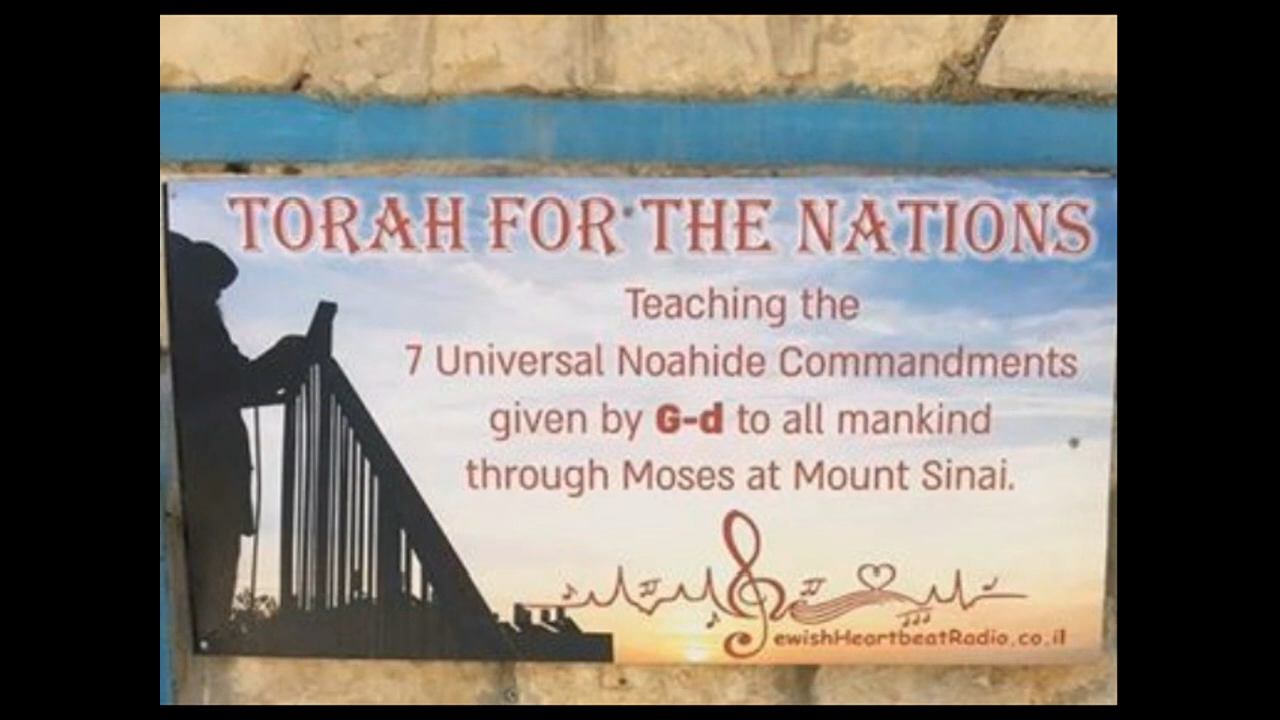 TORAH FOR THE NATIONS
Teaching the
7 Universal Noahide Commandments
given by G-d to all mankind
through Moses at Mount Sinai.
JewishHeartbeatRadio.co.il